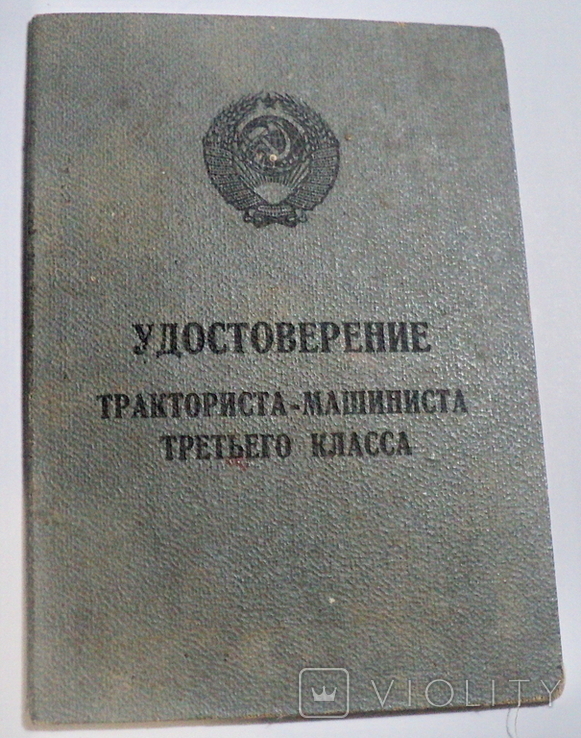 УДОСТОВЕРЕНИЕ
ТРАКТОРИСТА-МАШИНИСТА
ТРЕТЬЕГО КЛАССА
VIOLITY